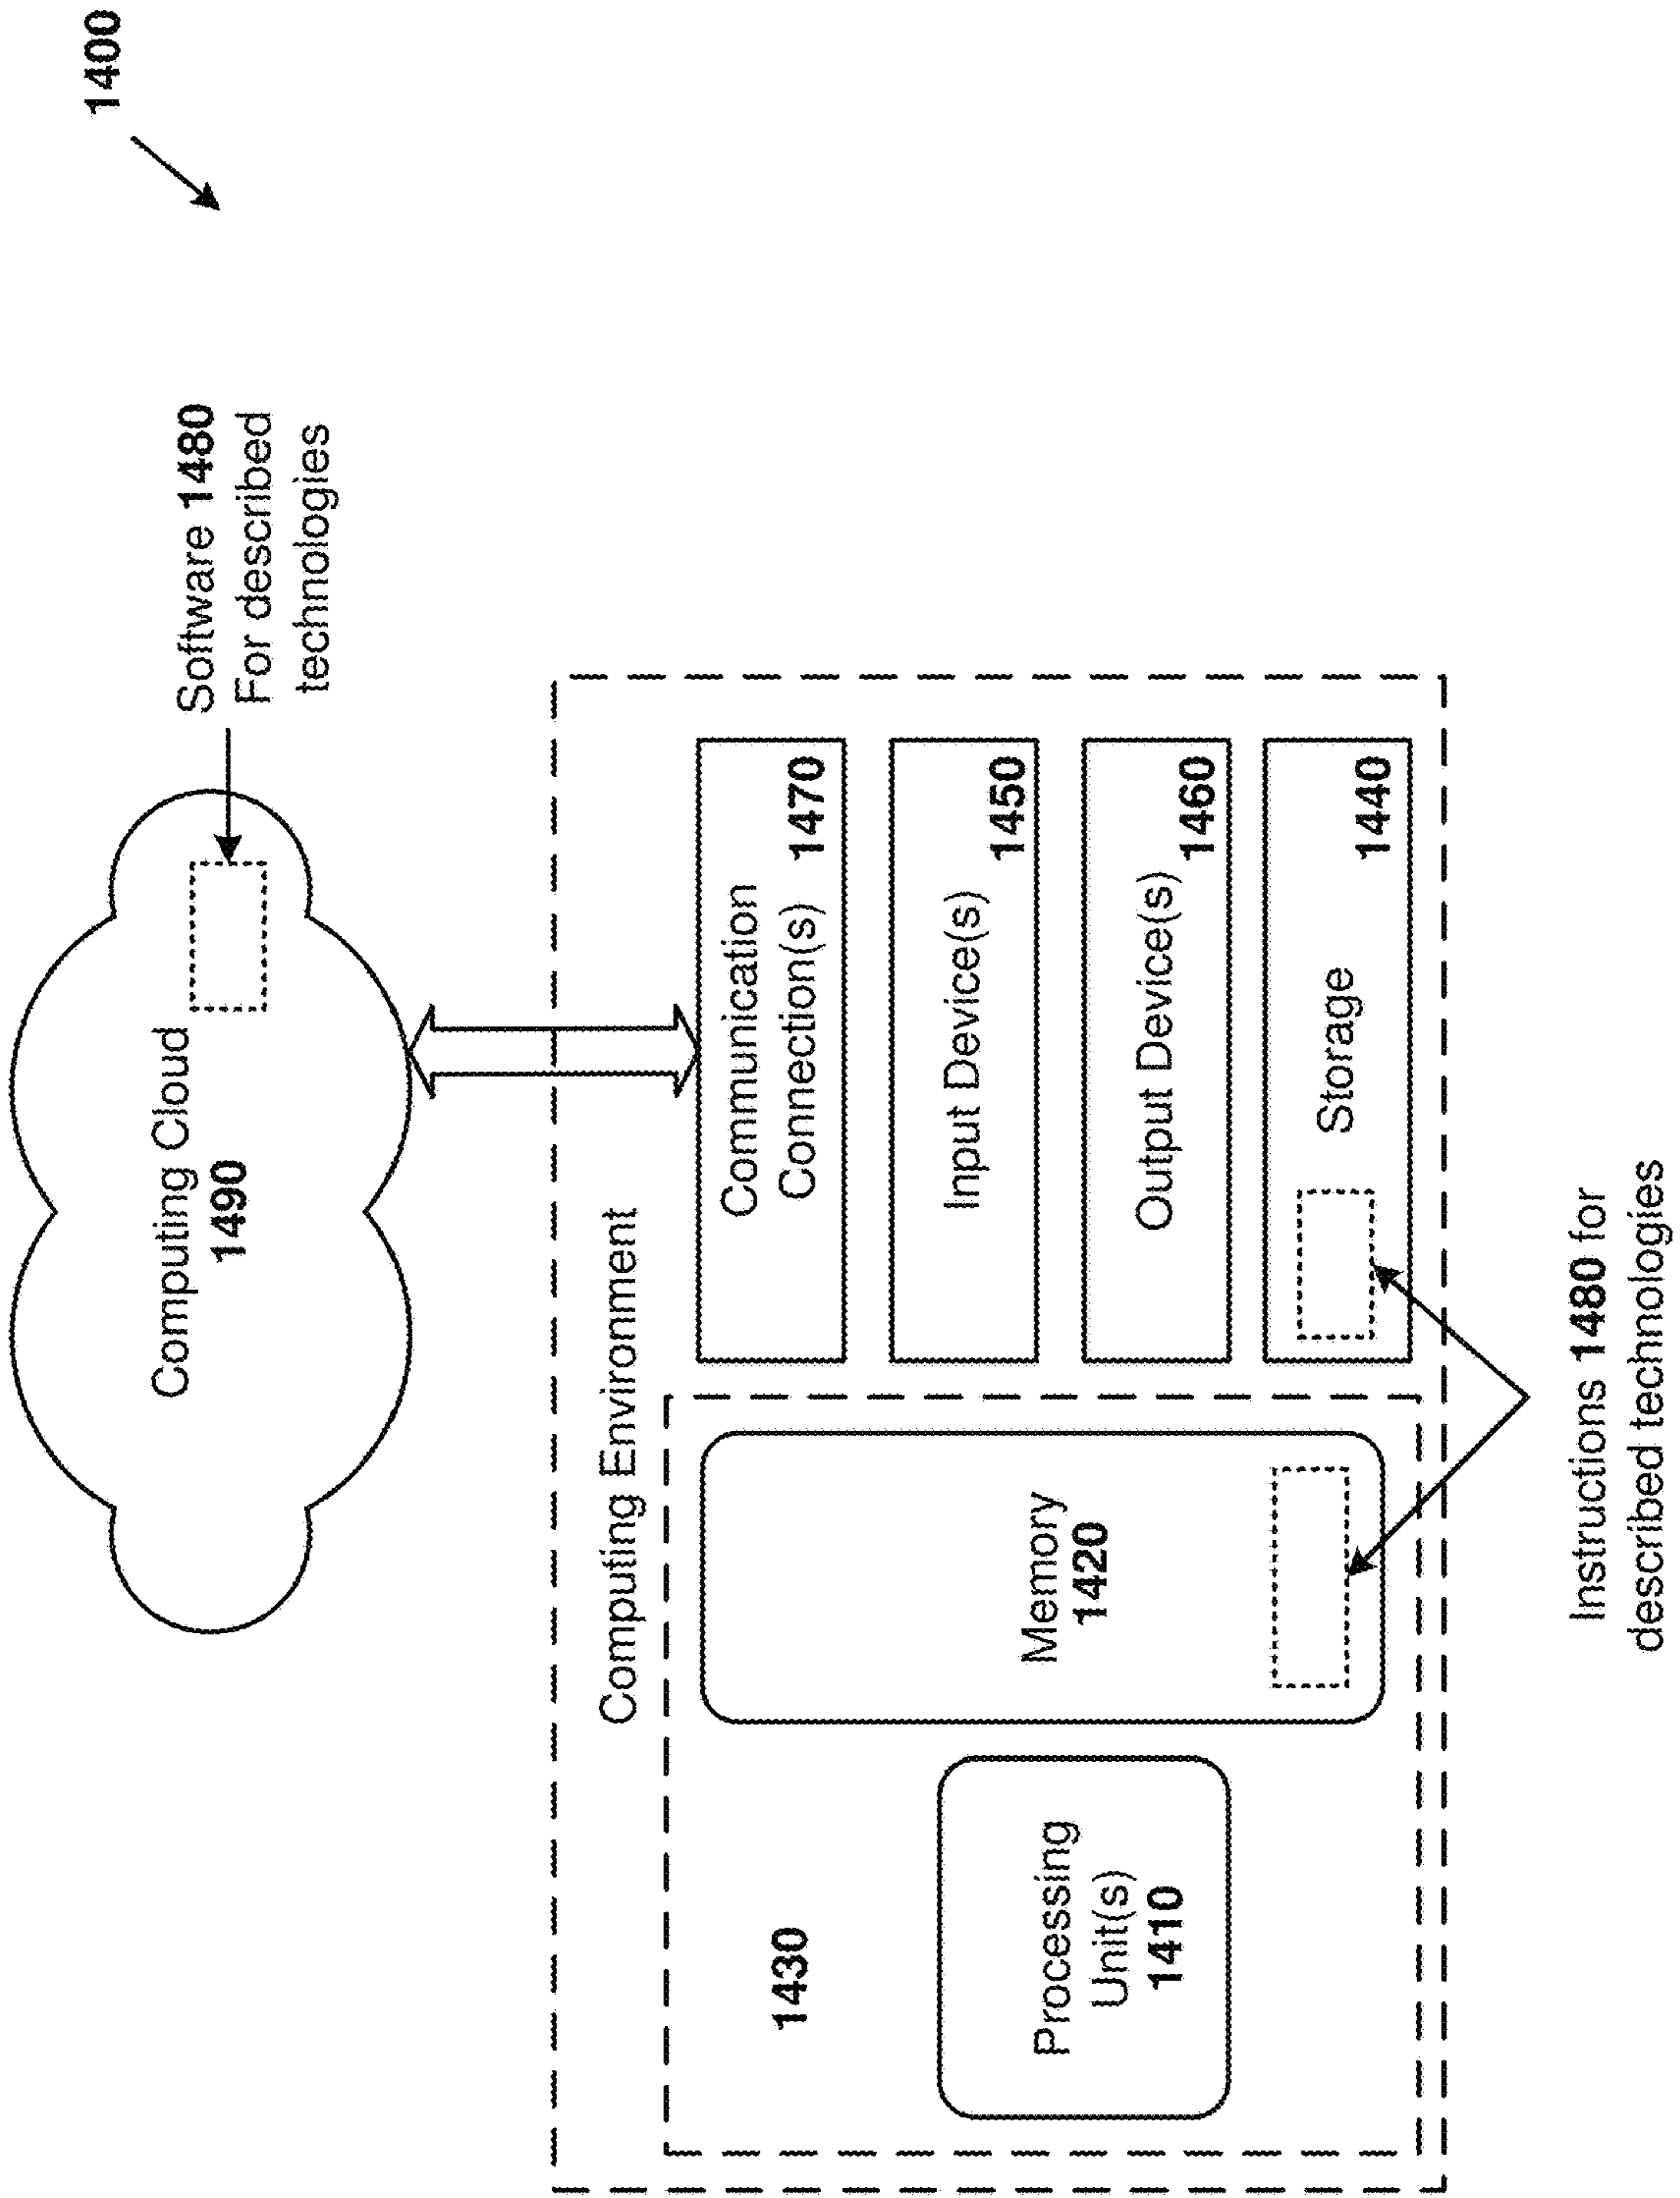 1400
Computing Cloud
1490
Software 1480
For described
technologies
Computing Environment
1430
Processing
Unit(s)
1410
Memory
1420
Communication
Connection(s) 1470
Input Device(s)
1450
Output Device(s)
1460
Storage
1440
Instructions 1480 for
described technologies